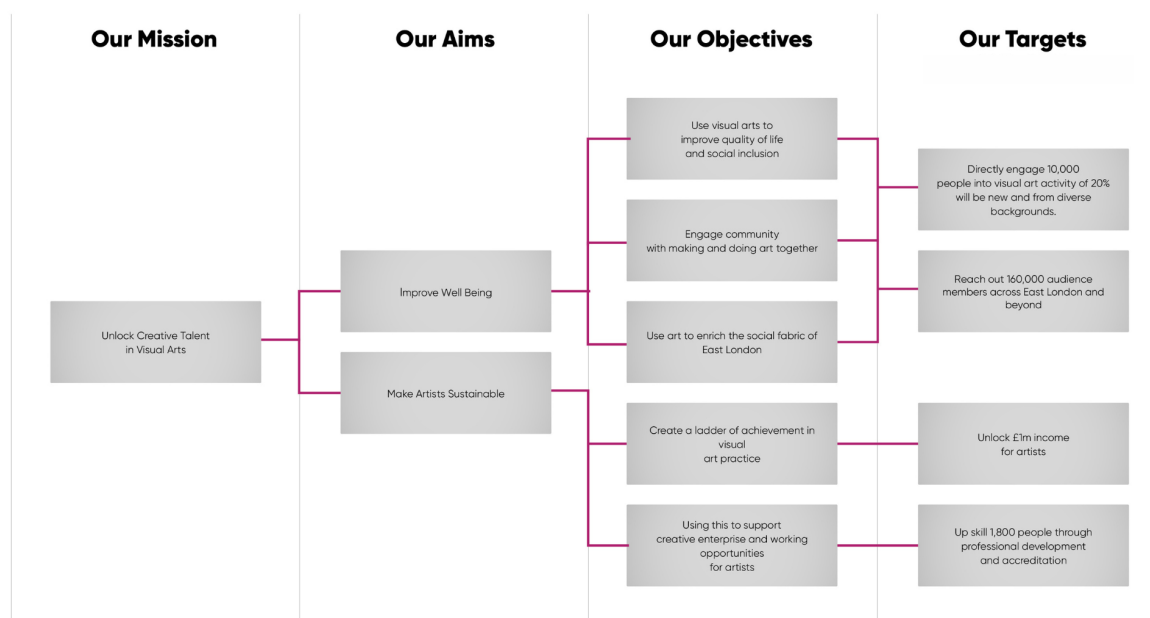 Our Mission
Our Aims
Our Objectives
Our Targets
Unlock Creative Talent
in Visual Arts
Improve Well Being
Make Artists Sustainable
Use visual arts to
improve quality of life
and social inclusion
Engage community
with making and doing art together
Use art to enrich the social fabric of
East London
Create a ladder of achievement in
visual
art practice
Using this to support
creative enterprise and working
opportunities
for artists
Directly engage 10,000
people into visual art activity of 20%
will be new and from diverse
backgrounds.
Reach out 160,000 audience
members across East London and
beyond
Unlock £1m income
for artists
Up skill 1,800 people through
professional development
and accreditation